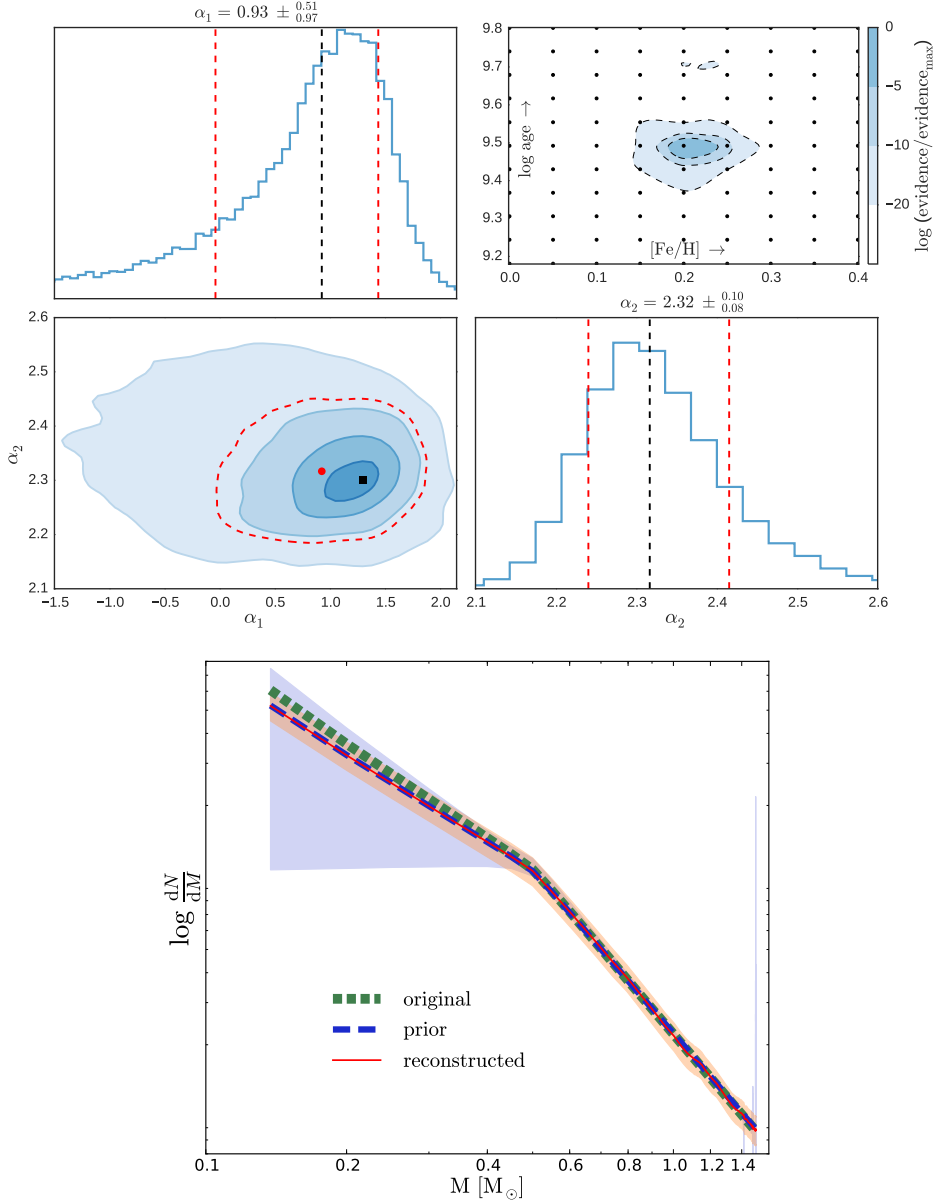 α₁ = 0.93 ± 0.51 0.97
9.8
9.7
9.6
9.5
9.4
9.3
9.2
log age →
[Fe/H] →
0.0 0.1 0.2 0.3 0.4
0
−5
−10
−20
log (evidence/evidence_max)
2.6
2.5
2.4
2.3
2.2
2.1
α₂
−1.5 −1.0 −0.5 0.0 0.5 1.0 1.5 2.0
α₁
α₂ = 2.32 ± 0.10 0.08
2.1 2.2 2.3 2.4 2.5 2.6
α₂
log dN/dM
original
prior
reconstructed
0.1 0.2 0.4 0.6 0.8 1.0 1.2 1.4
M [M⊙]